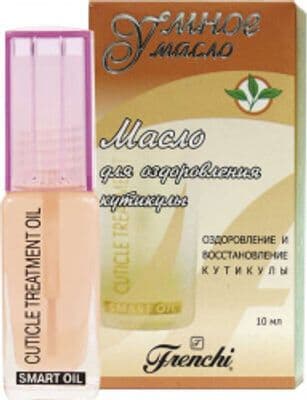 Умное
масло
Масло
для оздоровления
кутикулы
ОЗДОРОВЛЕНИЕ И
ВОССТАНОВЛЕНИЕ
КУТИКУЛЫ
10 мл
Frenchi
SMART OIL
CUTICLE TREATMENT OIL
SMART OIL
CUTICLE TREATMENT OIL